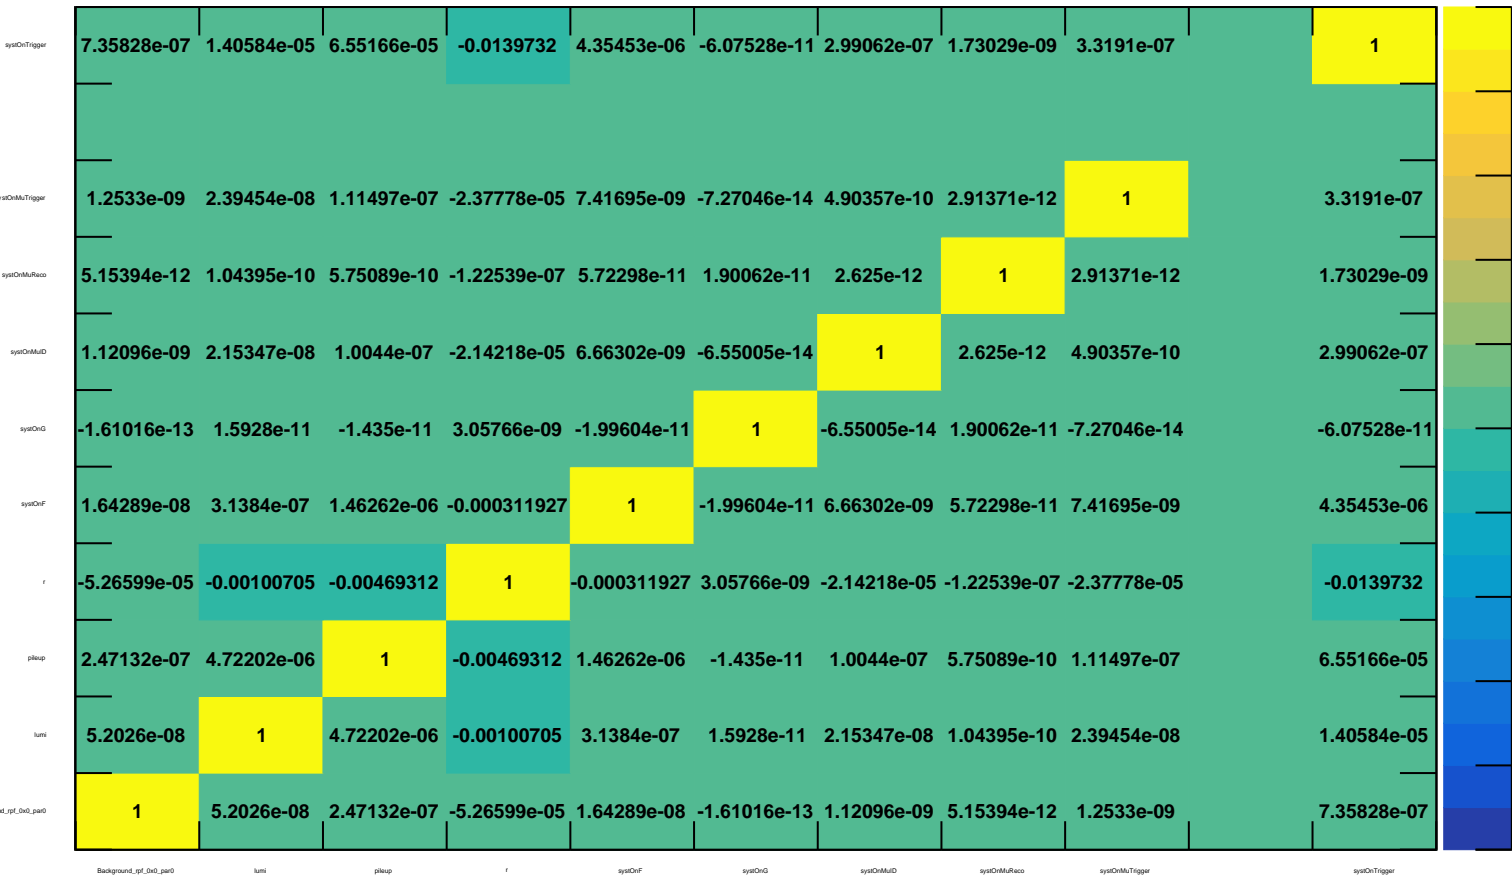 systOnTrigger 7.35828e-07 1.40584e-05 6.55166e-05 -0.0139732 4.35453e-06 -6.07528e-11 2.99062e-07 1.73029e-09 3.3191e-07 1
ystOnMuTrigger 1.2533e-09 2.39454e-08 1.11497e-07 -2.37778e-05 7.41695e-09 -7.27046e-14 4.90357e-10 2.91371e-12 1 3.3191e-07
systOnMuReco 5.15394e-12 1.04395e-10 5.75089e-10 -1.22539e-07 5.72298e-11 1.90062e-11 2.625e-12 1 2.91371e-12 1.73029e-09
systOnMuID 1.12096e-09 2.15347e-08 1.0044e-07 -2.14218e-05 6.66302e-09 -6.55005e-14 1 2.625e-12 4.90357e-10 2.99062e-07
systOnG -1.61016e-13 1.5928e-11 -1.435e-11 3.05766e-09 -1.99604e-11 1 -6.55005e-14 1.90062e-11 -7.27046e-14 -6.07528e-11
systOnF 1.64289e-08 3.1384e-07 1.46262e-06 -0.000311927 1 -1.99604e-11 6.66302e-09 5.72298e-11 7.41695e-09 4.35453e-06
r -5.26599e-05 -0.00100705 -0.00469312 1 -0.000311927 3.05766e-09 -2.14218e-05 -1.22539e-07 -2.37778e-05 -0.0139732
pileup 2.47132e-07 4.72202e-06 1 -0.00469312 1.46262e-06 -1.435e-11 1.0044e-07 5.75089e-10 1.11497e-07 6.55166e-05
lumi 5.2026e-08 1 4.72202e-06 -0.00100705 3.1384e-07 1.5928e-11 2.15347e-08 1.04395e-10 2.39454e-08 1.40584e-05
d_rpf_0x0_par0 1 5.2026e-08 2.47132e-07 -5.26599e-05 1.64289e-08 -1.61016e-13 1.12096e-09 5.15394e-12 1.2533e-09 7.35828e-07
Background_rpf_0x0_par0 lumi pileup r systOnF systOnG systOnMuID systOnMuReco systOnMuTrigger systOnTrigger